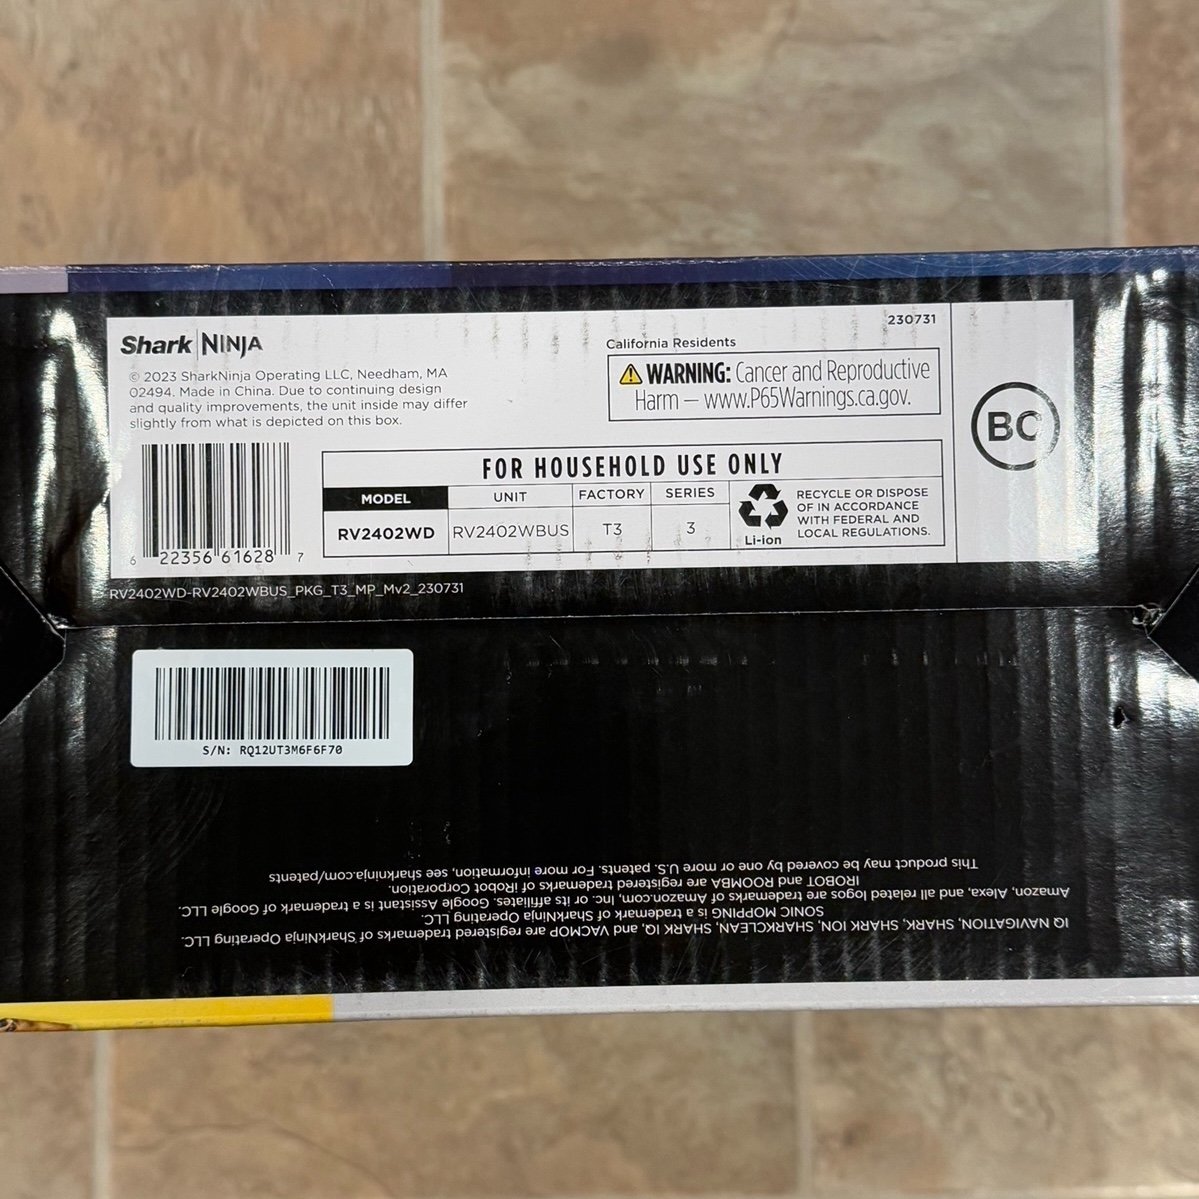 Shark NINJA
230731
© 2023 SharkNinja Operating LLC, Needham, MA
02494. Made in China. Due to continuing design
and quality improvements, the unit inside may differ
slightly from what is depicted on this box.
California Residents
WARNING: Cancer and Reproductive
Harm — www.P65Warnings.ca.gov.
BC
6 22356 61628 7
FOR HOUSEHOLD USE ONLY
MODEL UNIT FACTORY SERIES
RV2402WD RV2402WBUS T3 3
Li-ion
RECYCLE OR DISPOSE
OF IN ACCORDANCE
WITH FEDERAL AND
LOCAL REGULATIONS.
RV2402WD-RV2402WBUS_PKG_T3_MP_Mv2_230731
S/N: RQ12UT3M6F6F70
IQ NAVIGATION, SHARK, SHARK ION, SHARKCLEAN, SHARK IQ, and VACMOP are registered trademarks of SharkNinja Operating LLC.
SONIC MOPPING is a trademark of SharkNinja Operating LLC.
Amazon, Alexa, and all related logos are trademarks of Amazon.com, Inc. or its affiliates. Google Assistant is a trademark of Google LLC.
IROBOT and ROOMBA are registered trademarks of iRobot Corporation.
This product may be covered by one or more U.S. patents. For more information, see sharkninja.com/patents